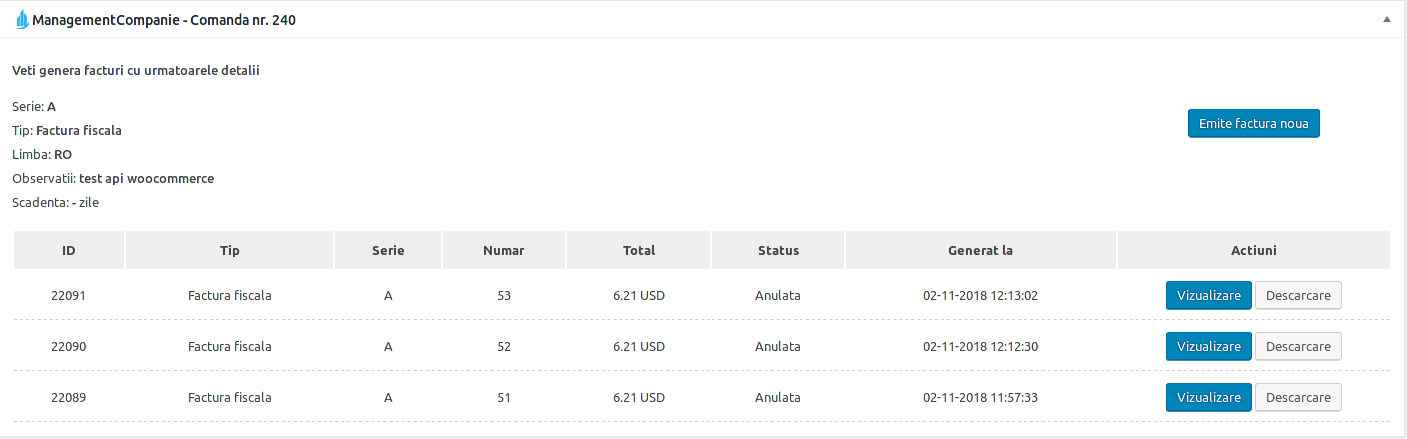 ManagementCompanie - Comanda nr. 240
Veti genera facturi cu urmatoarele detalii
Serie: A
Tip: Factura fiscala
Limba: RO
Observatii: test api woocommerce
Scadenta: - zile
Emite factura noua
ID Tip Serie Numar Total Status Generat la Actiuni
22091 Factura fiscala A 53 6.21 USD Anulata 02-11-2018 12:13:02 Vizualizare Descarcare
22090 Factura fiscala A 52 6.21 USD Anulata 02-11-2018 12:12:30 Vizualizare Descarcare
22089 Factura fiscala A 51 6.21 USD Anulata 02-11-2018 11:57:33 Vizualizare Descarcare